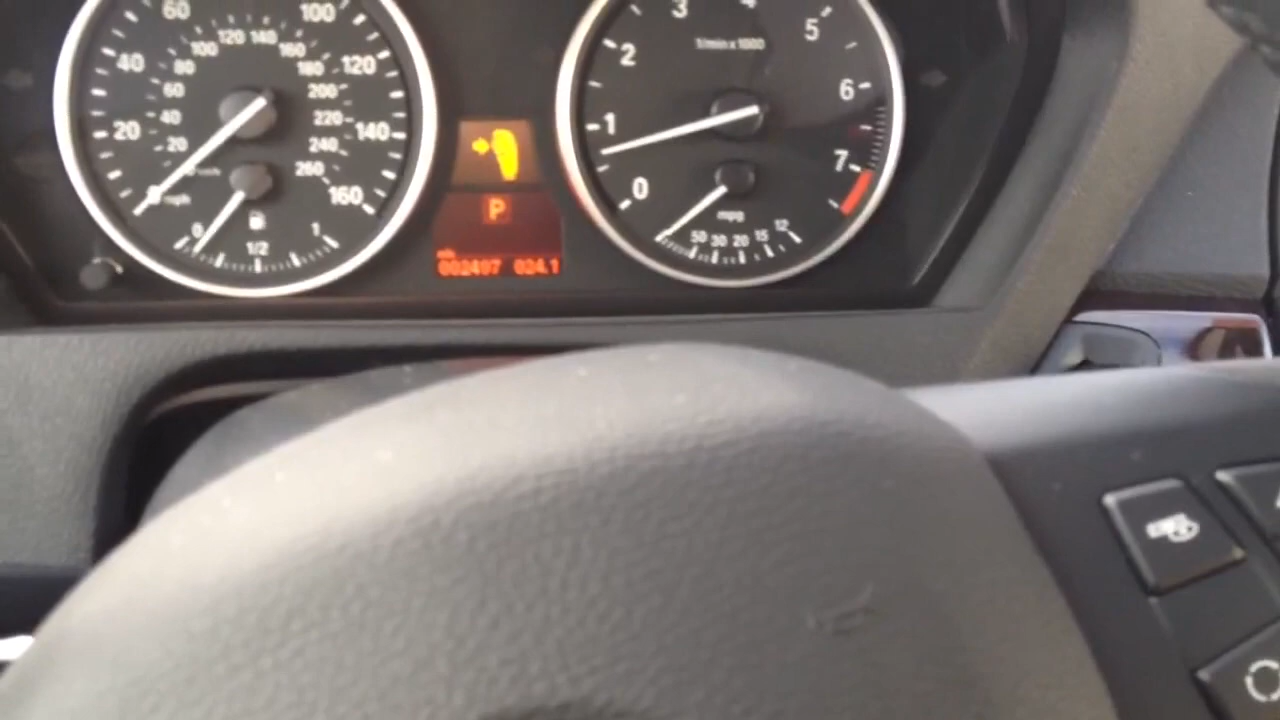 60 100
40 120
20 140
0 160
100 120 140 160
80 180
60 200
40 220
20 240
260
mph
0 1/2 1
P
002497 024.1
3 4 5
2 6
1 7
0
1/min x 1000
mpg
50 30 20 15 12